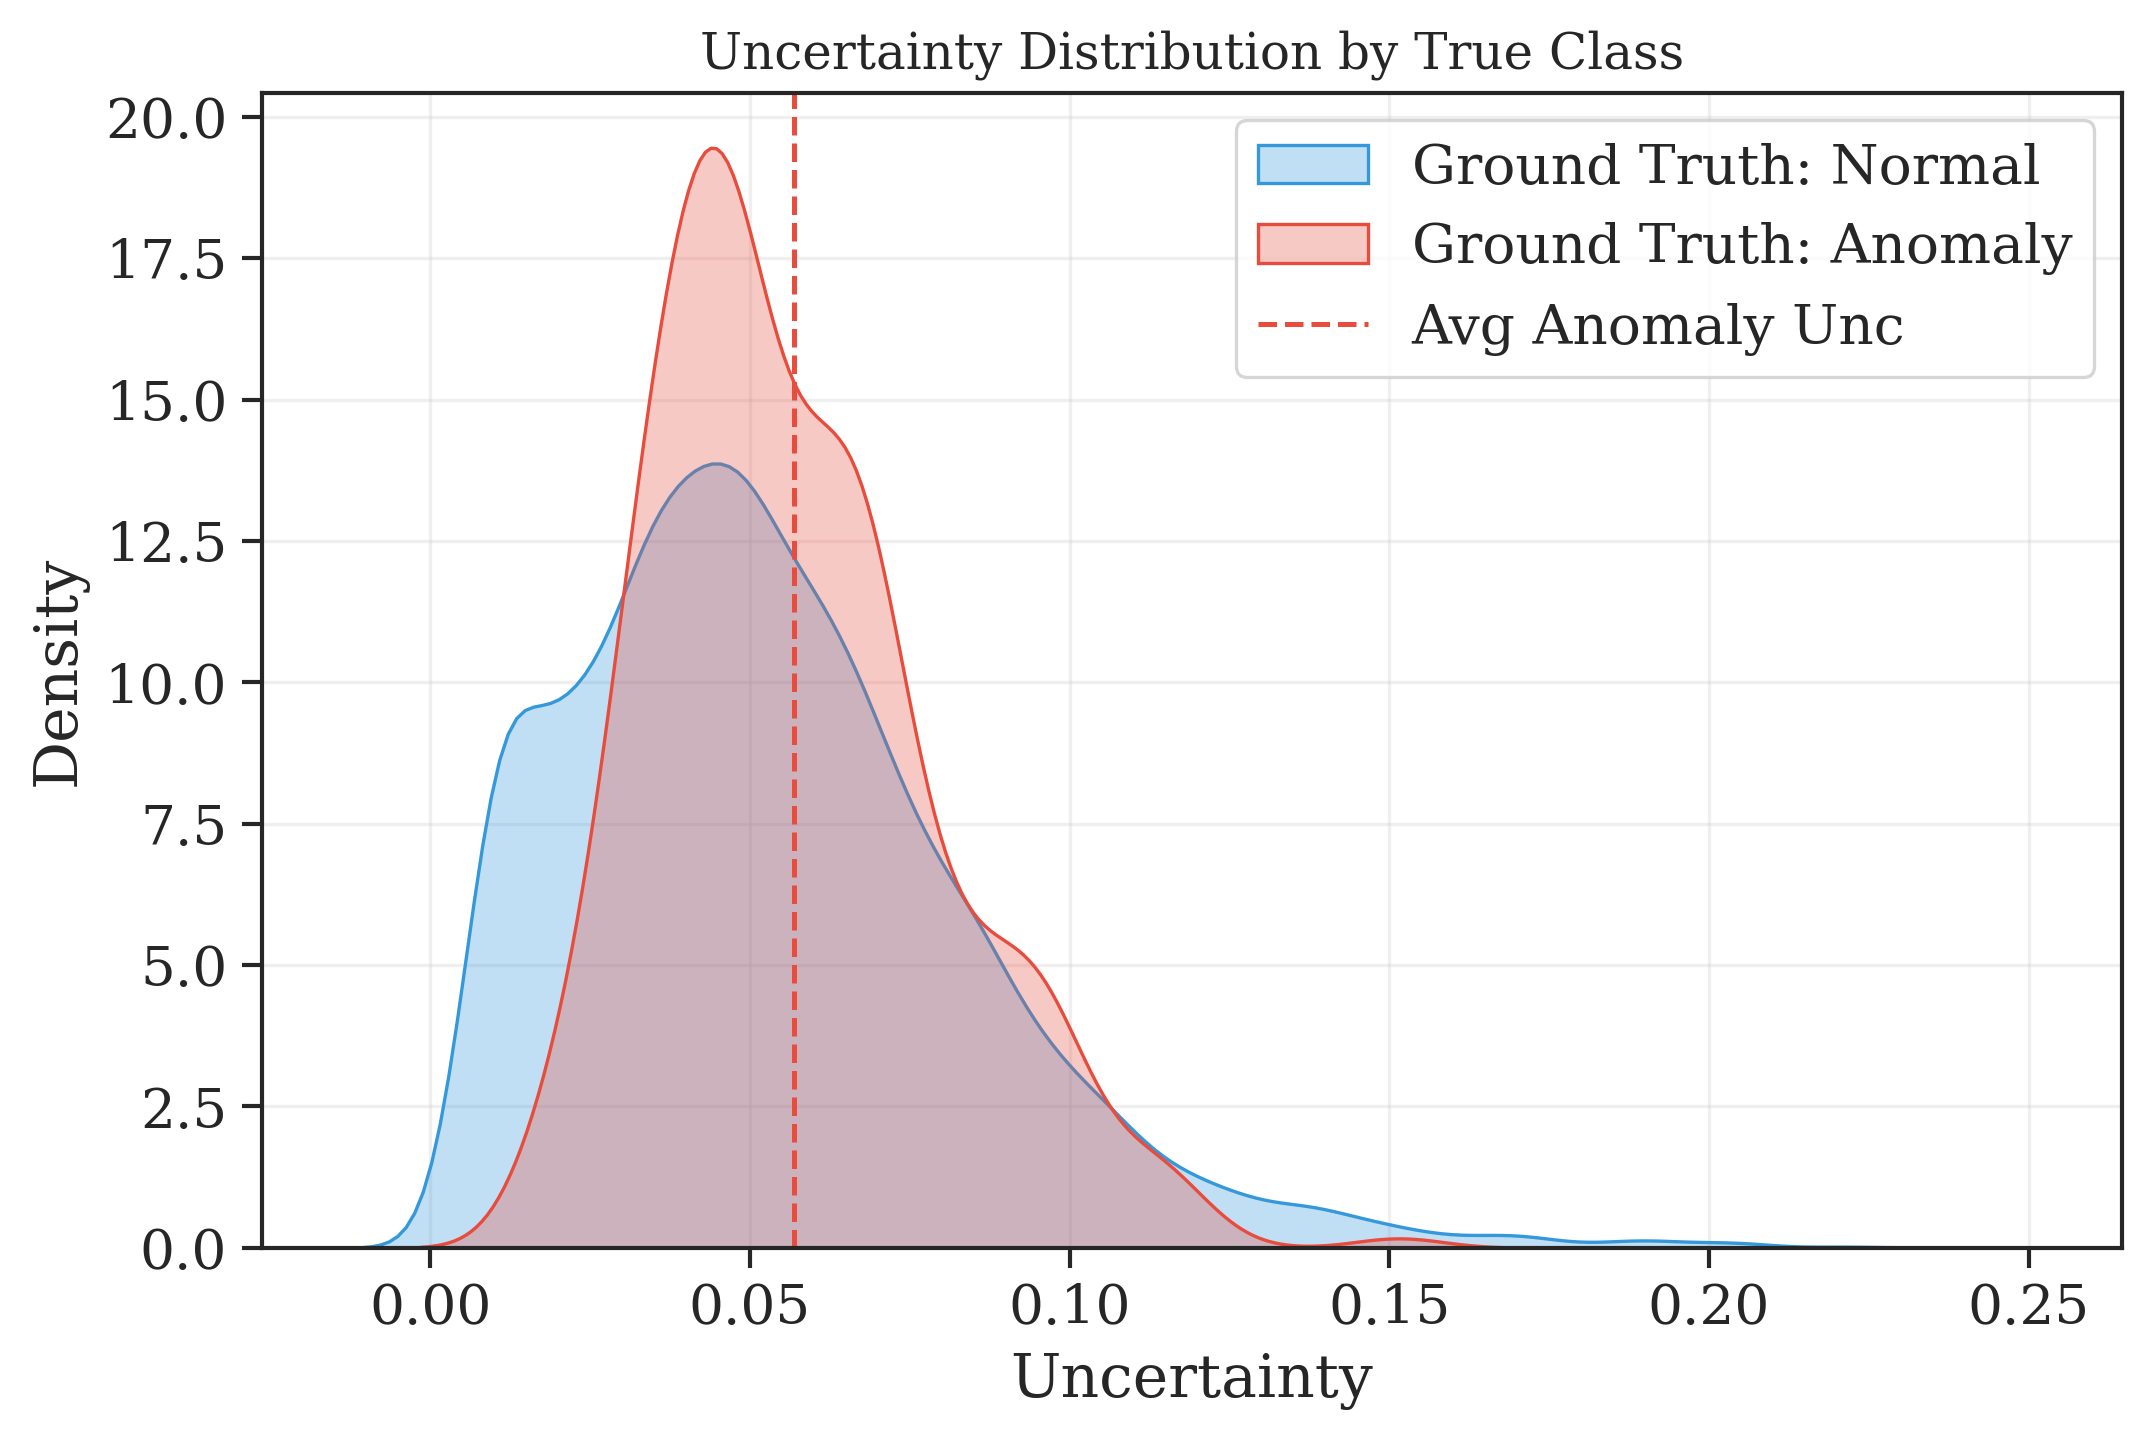 Uncertainty Distribution by True Class
20.0
17.5
15.0
12.5
10.0
7.5
5.0
2.5
0.0
Density
Ground Truth: Normal
Ground Truth: Anomaly
Avg Anomaly Unc
0.00 0.05 0.10 0.15 0.20 0.25
Uncertainty